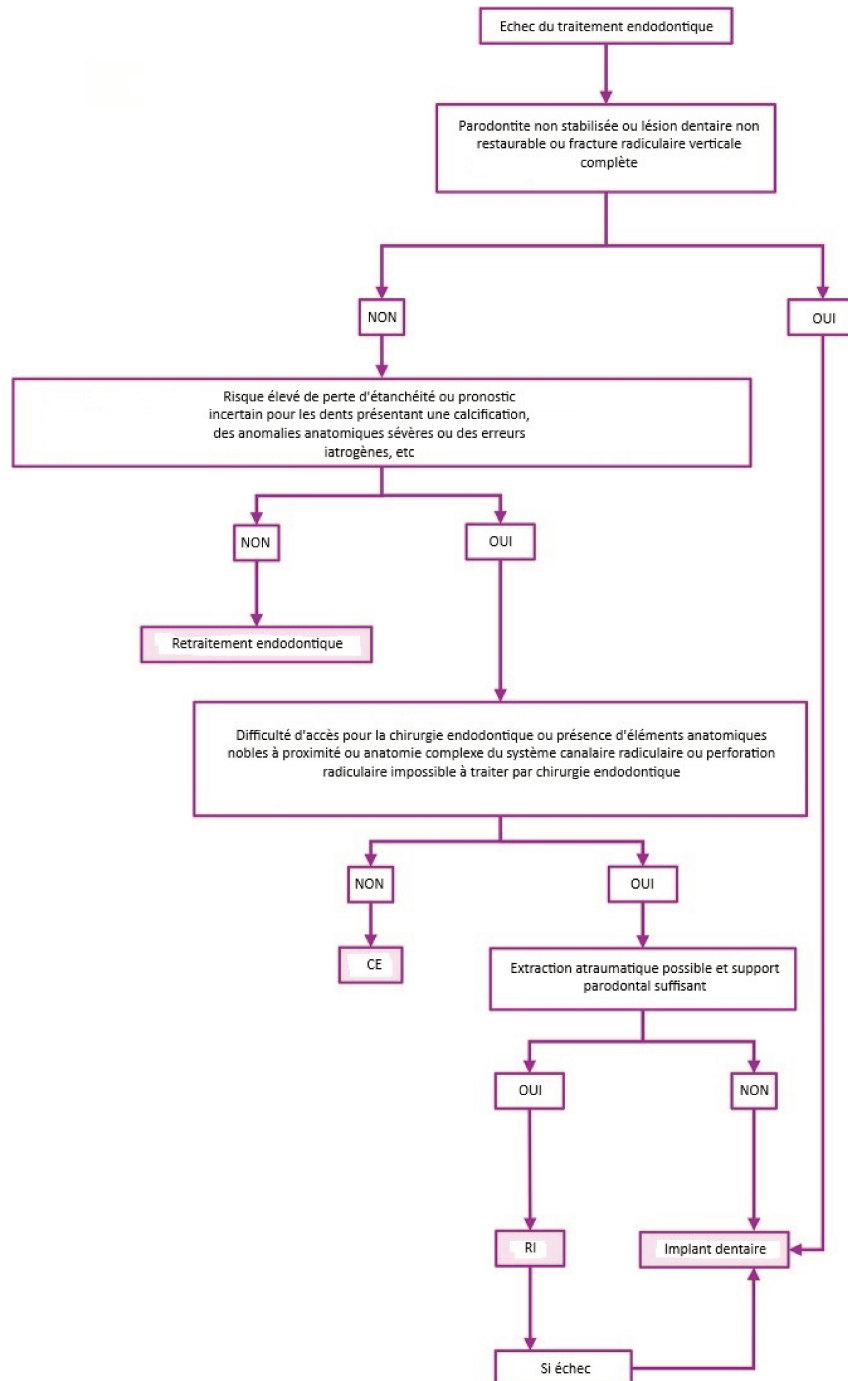 Echec du traitement endodontique
Parodontite non stabilisée ou lésion dentaire non
restaurable ou fracture radiculaire verticale
complète
NON
OUI
Risque élevé de perte d'étanchéité ou pronostic
incertain pour les dents présentant une calcification,
des anomalies anatomiques sévères ou des erreurs
iatrogènes, etc
NON
OUI
Retraitement endodontique
Difficulté d'accès pour la chirurgie endodontique ou présence d'éléments anatomiques
nobles à proximité ou anatomie complexe du système canalaire radiculaire ou perforation
radiculaire impossible à traiter par chirurgie endodontique
NON
OUI
CE
Extraction atraumatique possible et support
parodontal suffisant
OUI
NON
RI
Implant dentaire
Si échec